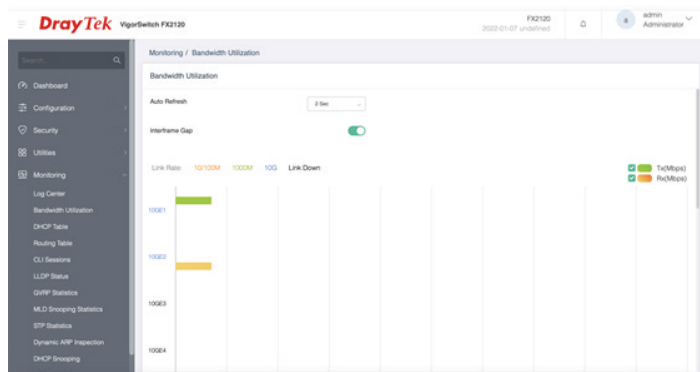 DrayTek VigorSwitch FX2120
FX2120
2022-01-07 undefined
a
admin
Administrator
Search...
Dashboard
Configuration
Security
Utilities
Monitoring
Log Center
Bandwidth Utilization
DHCP Table
Routing Table
CLI Sessions
LLDP Status
GVRP Statistics
MLD Snooping Statistics
STP Statistics
Dynamic ARP Inspection
DHCP Snooping
Monitoring / Bandwidth Utilization
Bandwidth Utilization
Auto Refresh
2 Sec
Interframe Gap
Link Rate: 10/100M 1000M 10G Link Down
Tx(Mbps)
Rx(Mbps)
10GE1
10GE2
10GE3
10GE4